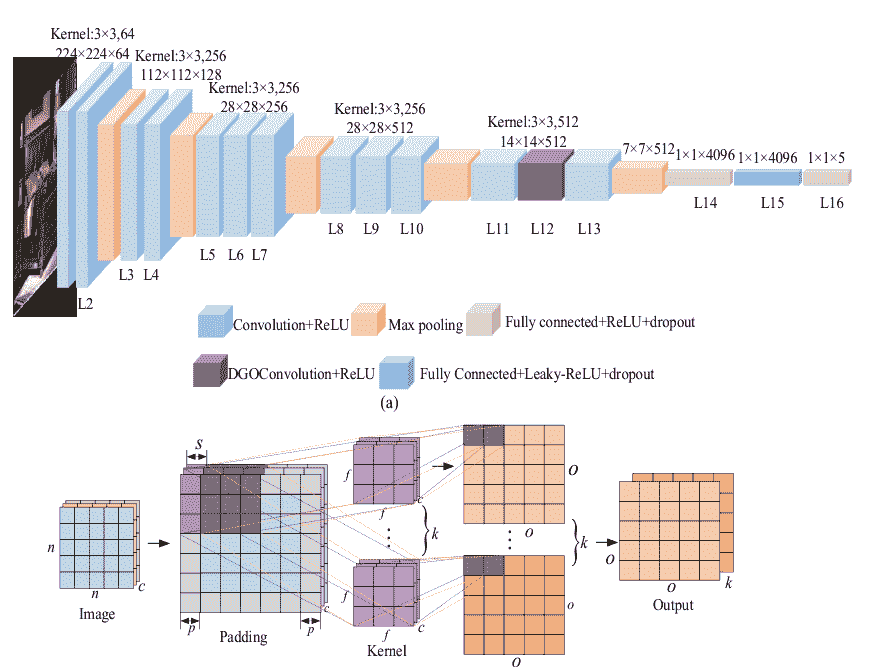 Kernel:3×3,64
224×224×64
Kernel:3×3,256
112×112×128
Kernel:3×3,256
28×28×256
Kernel:3×3,256
28×28×512
Kernel:3×3,512
14×14×512
7×7×512
1×1×4096
1×1×4096
1×1×5
L2
L3
L4
L5
L6
L7
L8
L9
L10
L11
L12
L13
L14
L15
L16
Convolution+ReLU
Max pooling
Fully connected+ReLU+dropout
DGOConvolution+ReLU
Fully Connected+Leaky-ReLU+dropout
(a)
n
n
c
Image
s
p
p
c
Padding
f
f
c
k
f
f
c
Kernel
O
O
k
o
O
O
O
k
Output